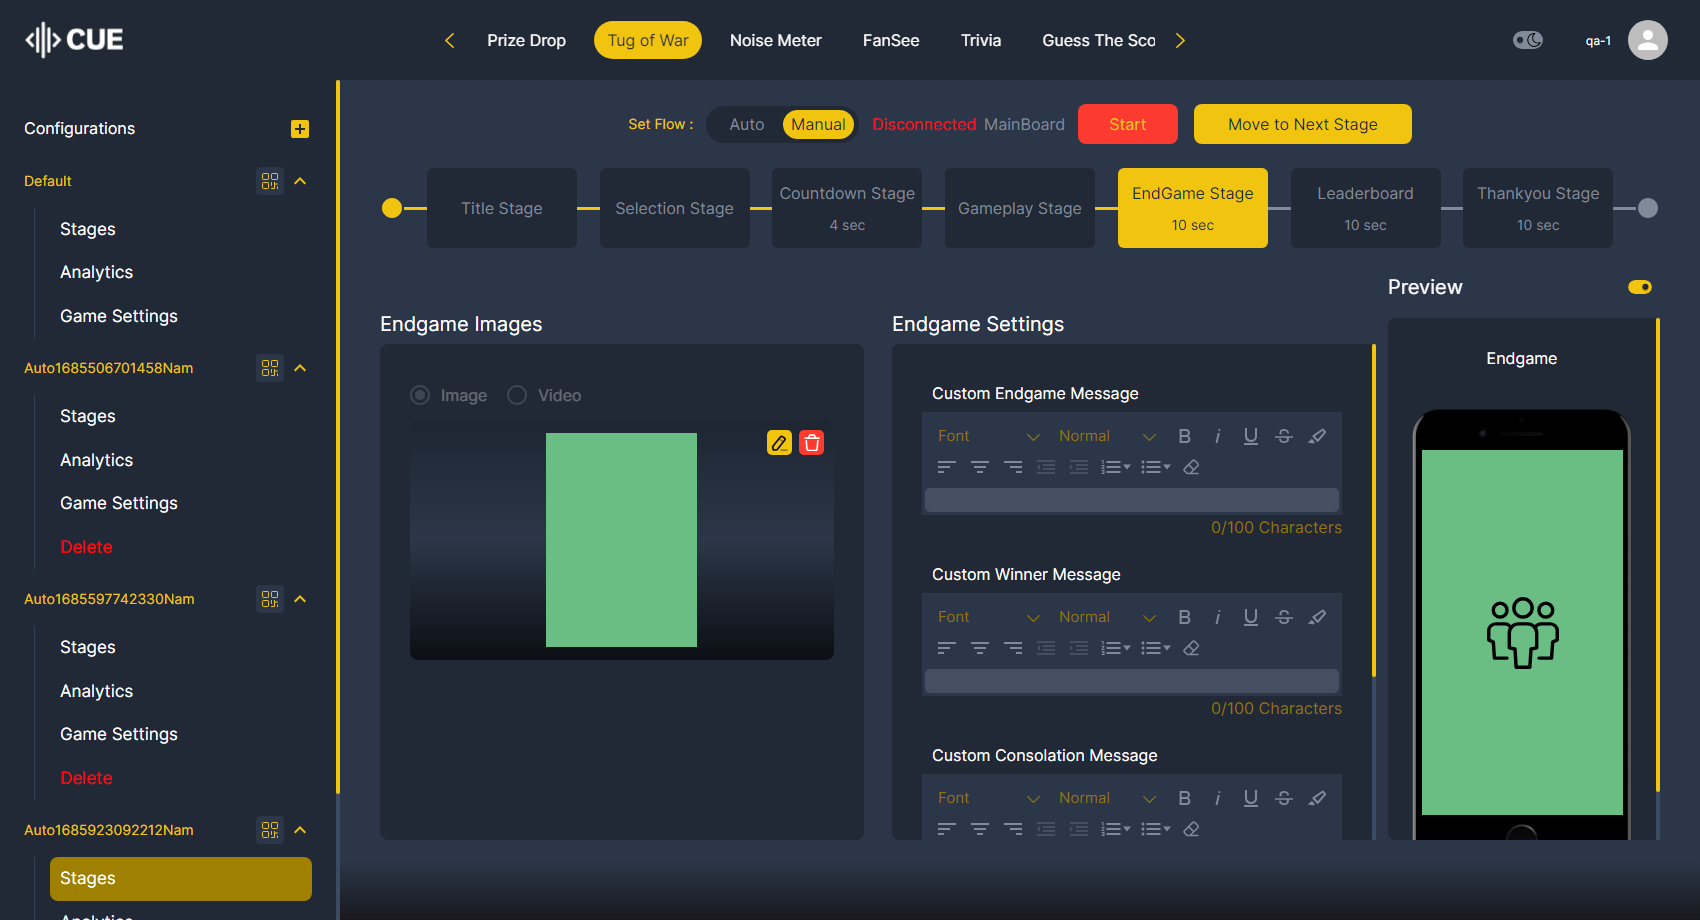 CUE
Prize Drop
Tug of War
Noise Meter
FanSee
Trivia
Guess The Sco
qa-1
Configurations
Default
Stages
Analytics
Game Settings
Auto1685506701458Nam
Stages
Analytics
Game Settings
Delete
Auto1685597742330Nam
Stages
Analytics
Game Settings
Delete
Auto1685923092212Nam
Stages
Analytics
Set Flow :
Auto
Manual
Disconnected MainBoard
Start
Move to Next Stage
Title Stage
Selection Stage
Countdown Stage
4 sec
Gameplay Stage
EndGame Stage
10 sec
Leaderboard
10 sec
Thankyou Stage
10 sec
Endgame Images
Image
Video
Endgame Settings
Custom Endgame Message
Font
Normal
0/100 Characters
Custom Winner Message
Font
Normal
0/100 Characters
Custom Consolation Message
Font
Normal
Preview
Endgame